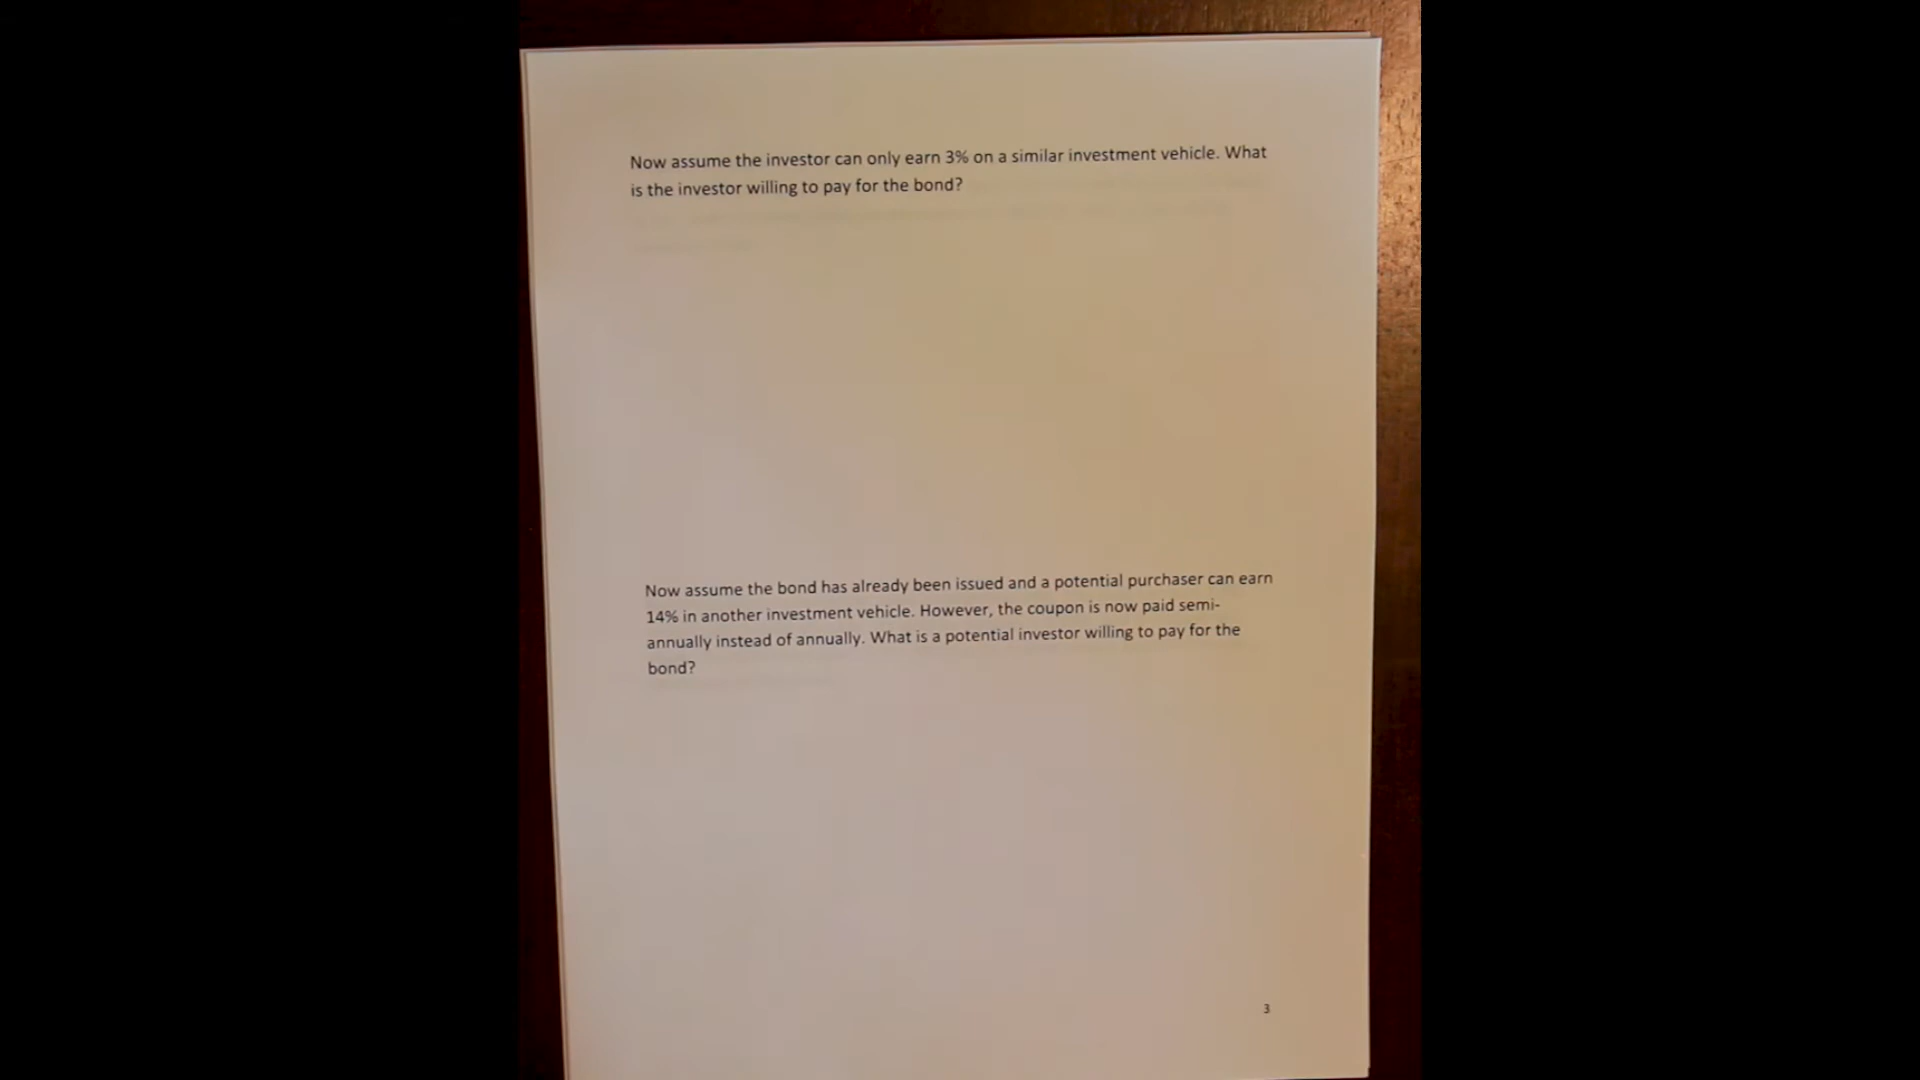 Now assume the investor can only earn 3% on a similar investment vehicle. What
is the investor willing to pay for the bond?
Now assume the bond has already been issued and a potential purchaser can earn
14% in another investment vehicle. However, the coupon is now paid semi-
annually instead of annually. What is a potential investor willing to pay for the
bond?
3